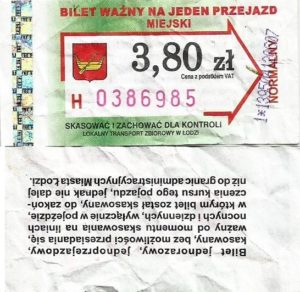 BILET WAŻNY NA JEDEN PRZEJAZD
MIEJSKI
3,80 zł
Cena z podatkiem VAT
NORMALNY
H 0386985
SKASOWAĆ I ZACHOWAĆ DLA KONTROLI
LOKALNY TRANSPORT ZBIOROWY W ŁODZI
Bilet jednorazowy, jednoprzejazdowy,
kasowany, bez możliwości przesiadania się,
ważny od momentu skasowania na liniach
nocnych i dziennych, wyłącznie w pojeździe,
w którym bilet został skasowany, do zakoń-
czenia kursu tego pojazdu, jednak nie dalej
niż do granic administracyjnych Miasta Łodzi.